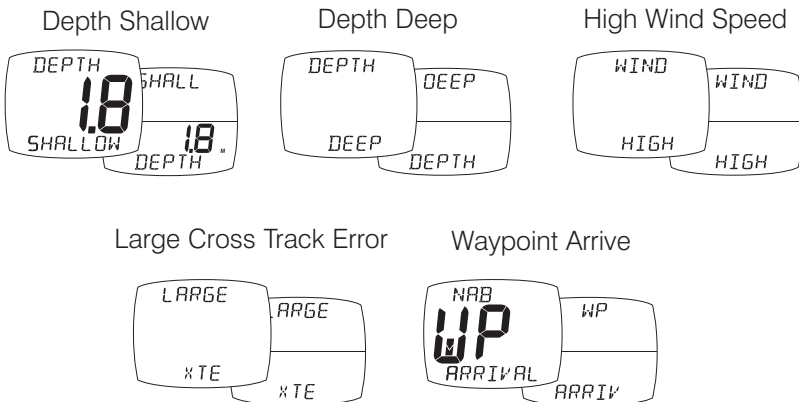 Depth Shallow
DEPTH
1.8
SHALLOW
SHALL
1.8 M
DEPTH
Depth Deep
DEPTH
DEEP
DEEP
DEPTH
High Wind Speed
WIND
HIGH
WIND
HIGH
Large Cross Track Error
LARGE
XTE
LARGE
XTE
Waypoint Arrive
NAB
WP
ARRIVAL
WP
ARRIV